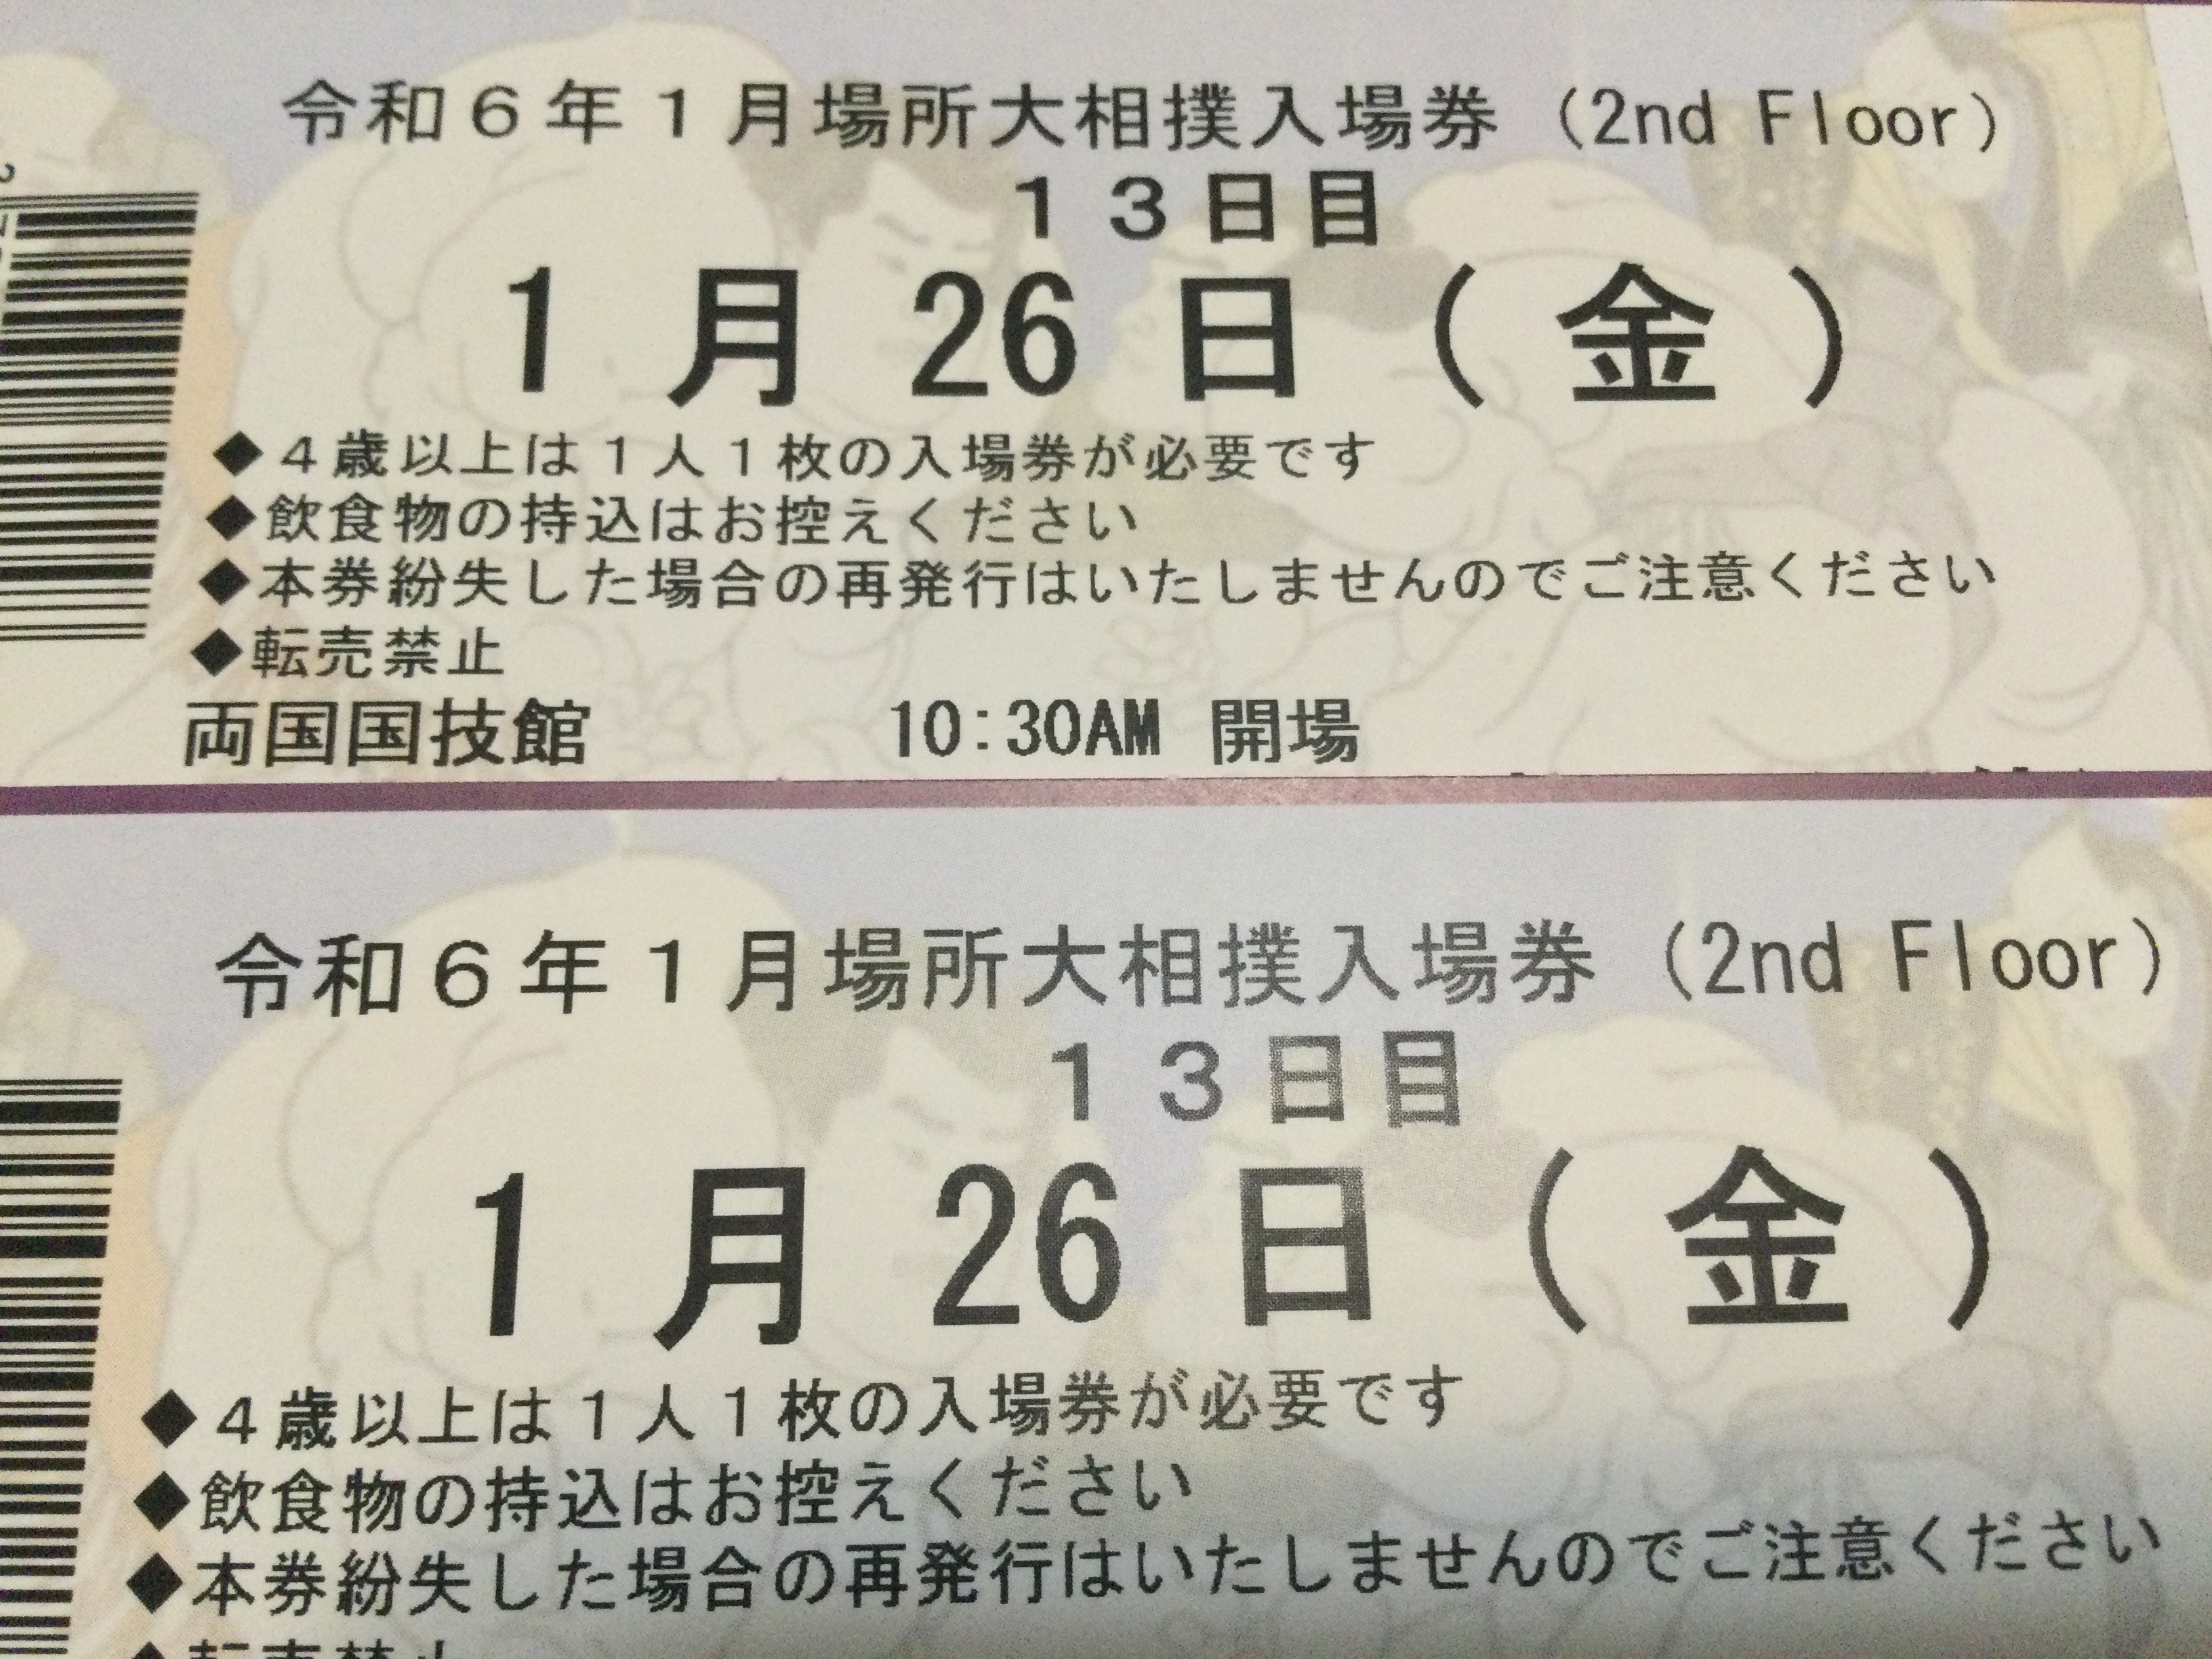 令和６年１月場所大相撲入場券（2nd Floor）
１３日目
1月26日（金）
◆４歳以上は１人１枚の入場券が必要です
◆飲食物の持込はお控えください
◆本券紛失した場合の再発行はいたしませんのでご注意ください
◆転売禁止
両国国技館 10:30AM 開場
令和６年１月場所大相撲入場券（2nd Floor）
１３日目
1月26日（金）
◆４歳以上は１人１枚の入場券が必要です
◆飲食物の持込はお控えください
◆本券紛失した場合の再発行はいたしませんのでご注意ください
◆転売禁止